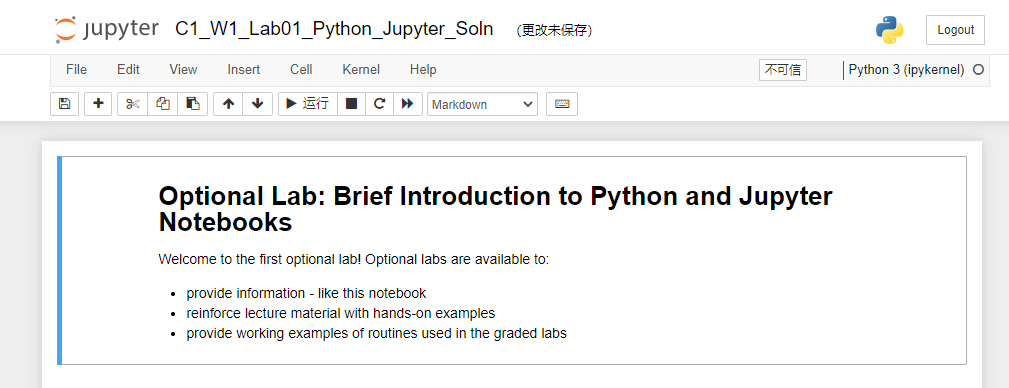 jupyter C1_W1_Lab01_Python_Jupyter_Soln (更改未保存) Logout
File Edit View Insert Cell Kernel Help 不可信 Python 3 (ipykernel)
运行 Markdown
Optional Lab: Brief Introduction to Python and Jupyter
Notebooks
Welcome to the first optional lab! Optional labs are available to:
• provide information - like this notebook
• reinforce lecture material with hands-on examples
• provide working examples of routines used in the graded labs